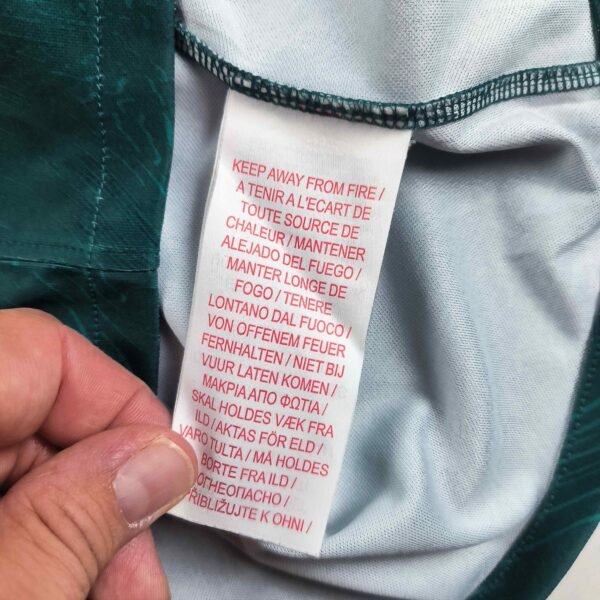 KEEP AWAY FROM FIRE /
A TENIR A L'ECART DE
TOUTE SOURCE DE
CHALEUR / MANTENER
ALEJADO DEL FUEGO /
MANTER LONGE DE
FOGO / TENERE
LONTANO DAL FUOCO /
VON OFFENEM FEUER
FERNHALTEN / NIET BIJ
VUUR LATEN KOMEN /
ΜΑΚΡΙΑ ΑΠΟ ΦΩΤΙΑ /
SKAL HOLDES VÆK FRA
ILD / AKTAS FÖR ELD /
VARO TULTA / MÅ HOLDES
BORTE FRA ILD /
ОГНЕОПАСНО /
PŘIBLIŽUJTE K OHNI /